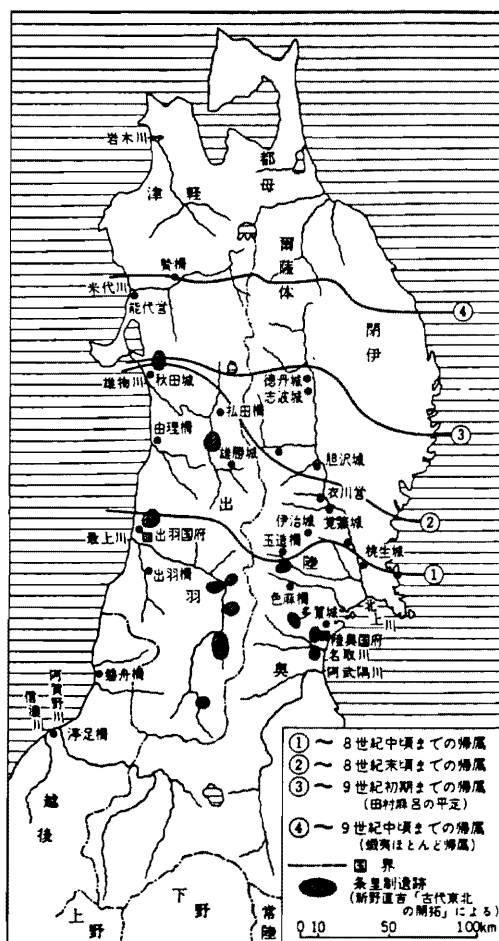 岩木川
都母
津軽
爾薩体
閉伊
米代川
能代営
④
雄物川
秋田城
徳丹城
志波城
払田柵
③
由理柵
雄勝城
胆沢城
衣川営
覚鱉城
②
出羽
伊治城
玉造柵
桃生城
最上川
出羽国府
陸奥
①
出羽柵
色麻柵
多賀城
北上川
陸奥国府
名取川
阿武隈川
磐舟柵
阿賀野川
信濃川
渟足柵
越後
上野
下野
常陸
①～8世紀中頃までの帰属
②～8世紀末頃までの帰属
③～9世紀初期までの帰属
(田村麻呂の平定)
④～9世紀中頃までの帰属
(蝦夷ほとんど帰属)
国界
条里制遺跡
(新野直吉「古代東北
の開拓」による)
0 10 50 100km